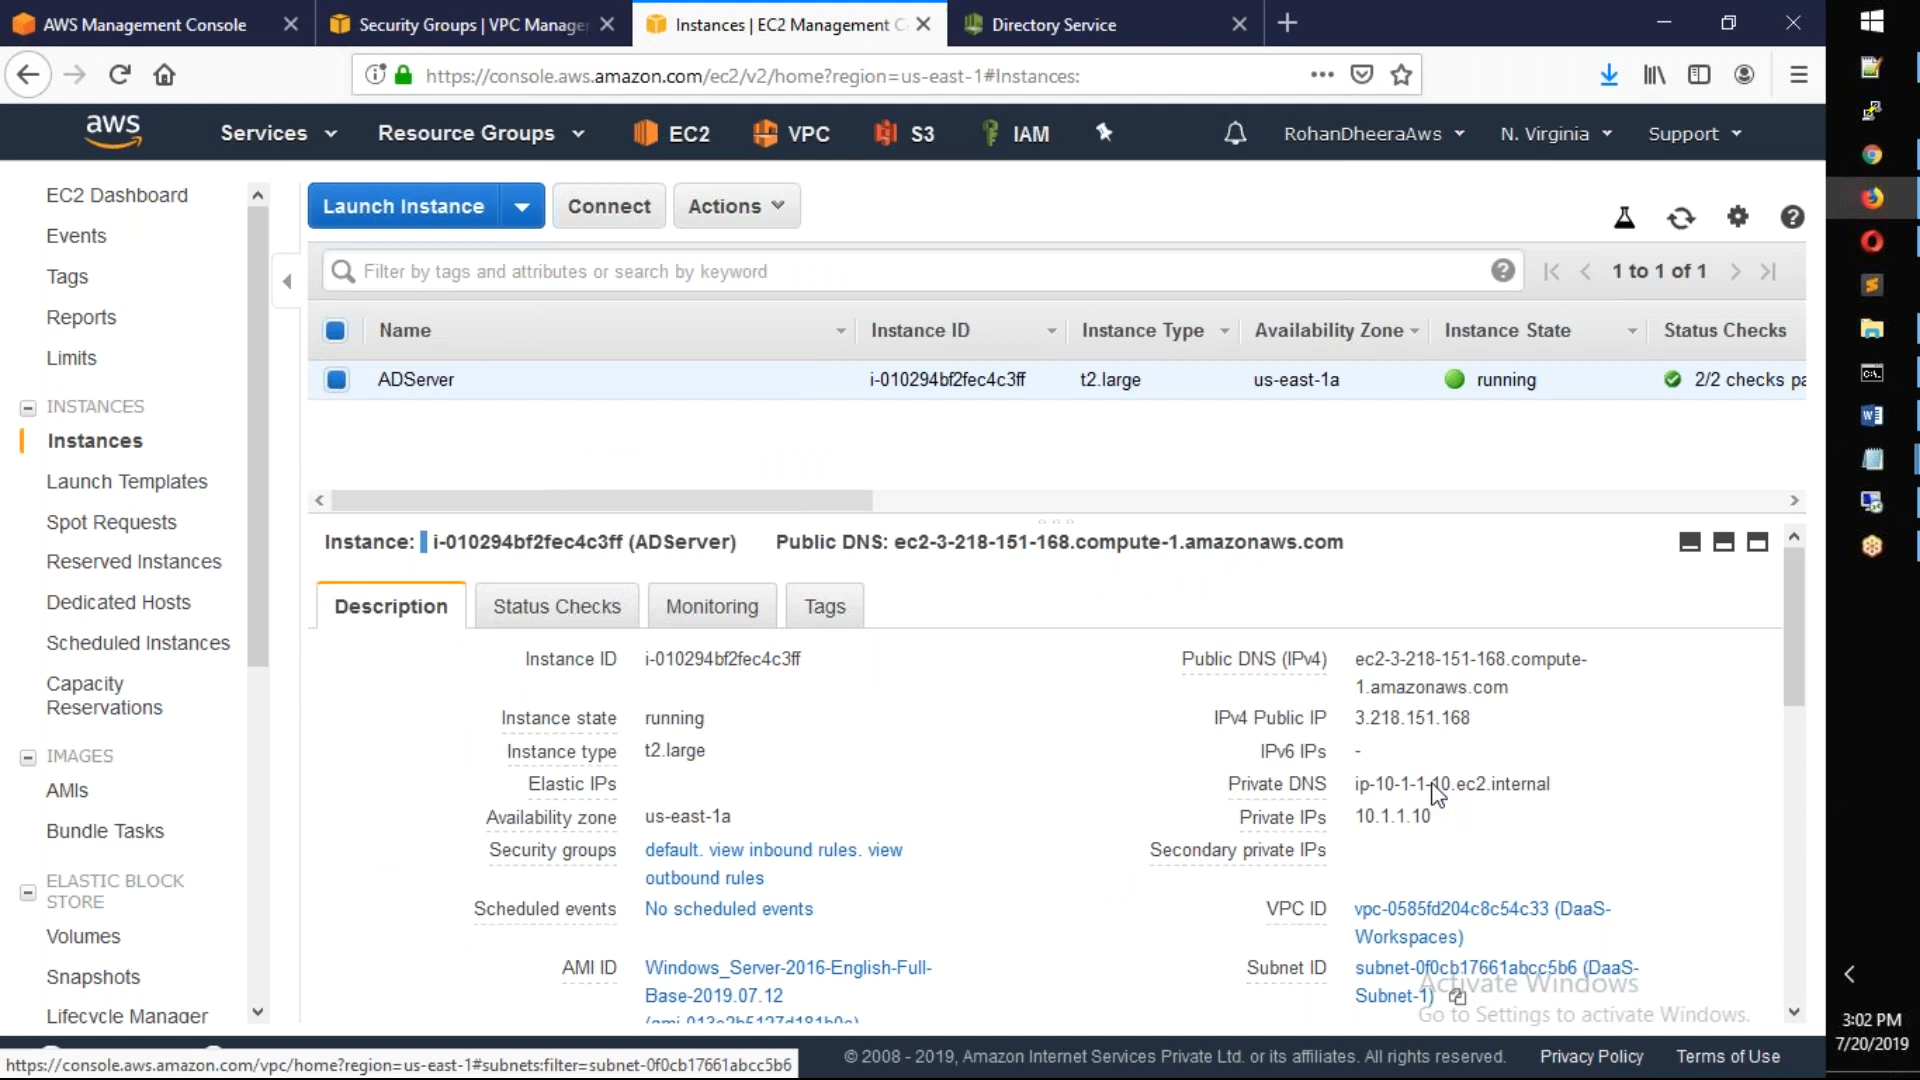 AWS Management Console
Security Groups | VPC Manage
Instances | EC2 Management C
Directory Service
https://console.aws.amazon.com/ec2/v2/home?region=us-east-1#Instances:
aws
Services
Resource Groups
EC2
VPC
S3
IAM
RohanDheeraAws
N. Virginia
Support
EC2 Dashboard
Events
Tags
Reports
Limits
INSTANCES
Instances
Launch Templates
Spot Requests
Reserved Instances
Dedicated Hosts
Scheduled Instances
Capacity
Reservations
IMAGES
AMIs
Bundle Tasks
ELASTIC BLOCK
STORE
Volumes
Snapshots
Lifecycle Manager
Launch Instance
Connect
Actions
Filter by tags and attributes or search by keyword
1 to 1 of 1
Name
Instance ID
Instance Type
Availability Zone
Instance State
Status Checks
ADServer
i-010294bf2fec4c3ff
t2.large
us-east-1a
running
2/2 checks pa
Instance: i-010294bf2fec4c3ff (ADServer)
Public DNS: ec2-3-218-151-168.compute-1.amazonaws.com
Description
Status Checks
Monitoring
Tags
Instance ID i-010294bf2fec4c3ff
Instance state running
Instance type t2.large
Elastic IPs
Availability zone us-east-1a
Security groups default. view inbound rules. view
outbound rules
Scheduled events No scheduled events
AMI ID Windows_Server-2016-English-Full-
Base-2019.07.12
Public DNS (IPv4) ec2-3-218-151-168.compute-
1.amazonaws.com
IPv4 Public IP 3.218.151.168
IPv6 IPs -
Private DNS ip-10-1-1-10.ec2.internal
Private IPs 10.1.1.10
Secondary private IPs
VPC ID vpc-0585fd204c8c54c33 (DaaS-
Workspaces)
Subnet ID subnet-0f0cb17661abcc5b6 (DaaS-
Subnet-1)
Activate Windows
Go to Settings to activate Windows.
https://console.aws.amazon.com/vpc/home?region=us-east-1#subnets:filter=subnet-0f0cb17661abcc5b6
© 2008 - 2019, Amazon Internet Services Private Ltd. or its affiliates. All rights reserved.
Privacy Policy
Terms of Use
3:02 PM
7/20/2019